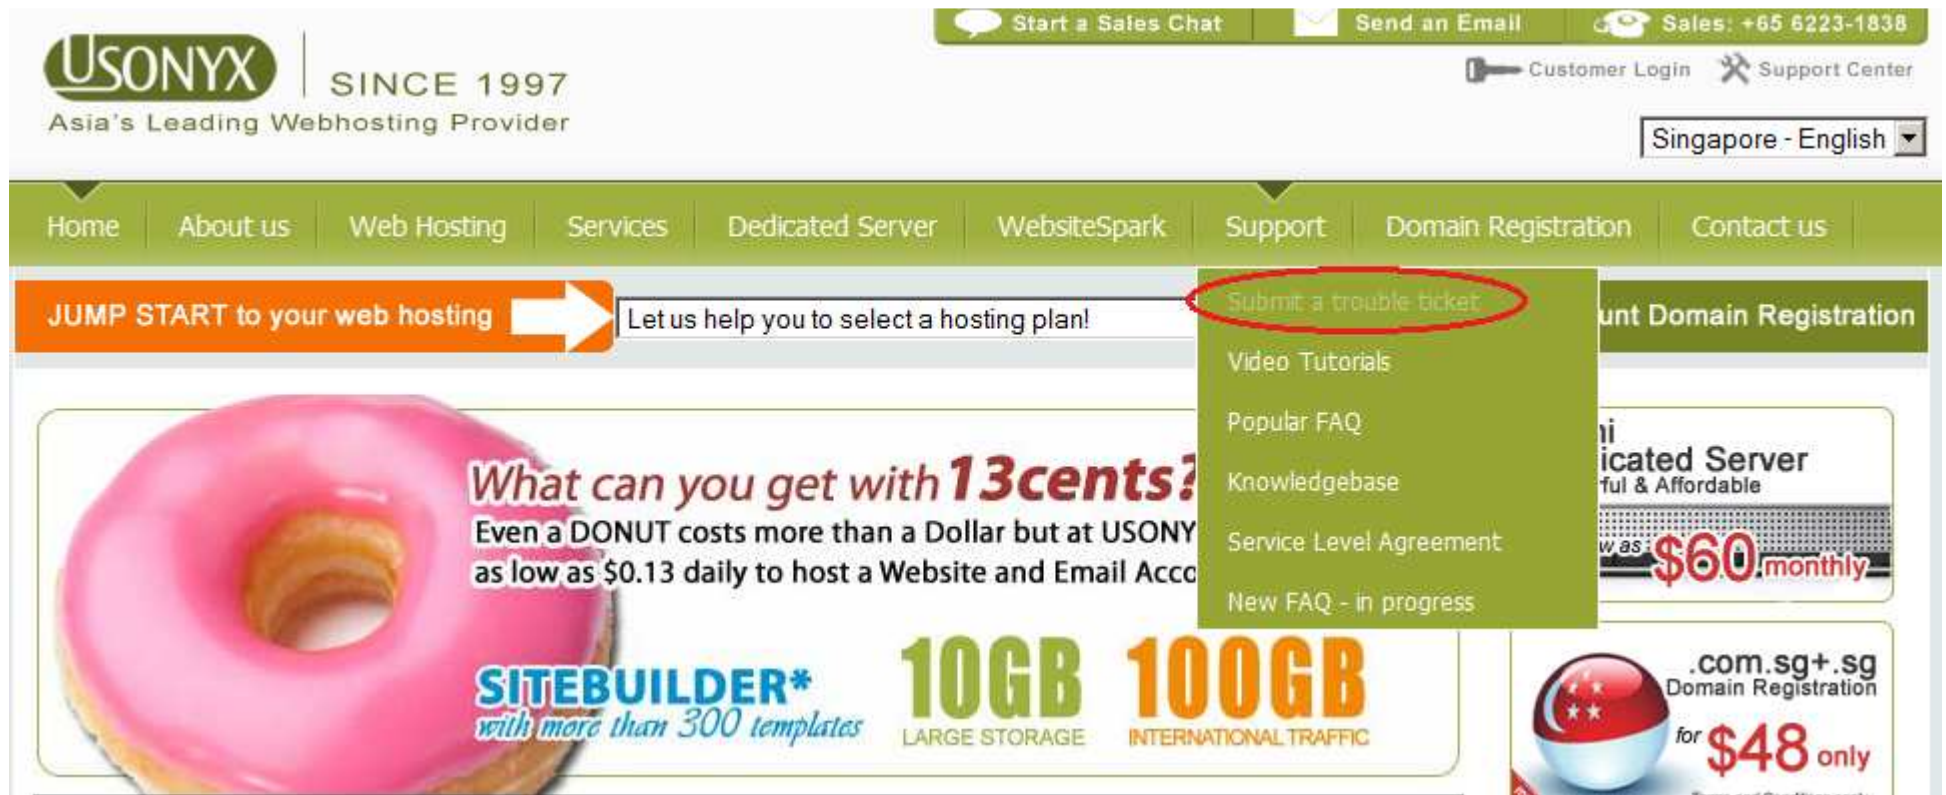 Start a Sales Chat
Send an Email
Sales: +65 6223-1838
USONYX
SINCE 1997
Asia's Leading Webhosting Provider
Customer Login
Support Center
Singapore - English
Home
About us
Web Hosting
Services
Dedicated Server
WebsiteSpark
Support
Domain Registration
Contact us
JUMP START to your web hosting
Let us help you to select a hosting plan!
unt Domain Registration
Submit a trouble ticket
Video Tutorials
Popular FAQ
Knowledgebase
Service Level Agreement
New FAQ - in progress
What can you get with 13cents?
Even a DONUT costs more than a Dollar but at USONY
as low as $0.13 daily to host a Website and Email Acco
SITEBUILDER*
with more than 300 templates
10GB
LARGE STORAGE
100GB
INTERNATIONAL TRAFFIC
ni
icated Server
ful & Affordable
w as $60 monthly
.com.sg+.sg
Domain Registration
for $48 only